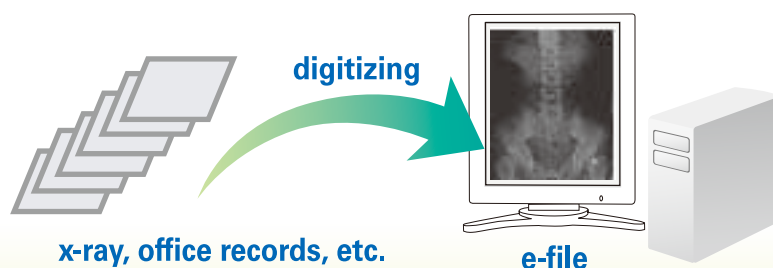 digitizing
x-ray, office records, etc.
e-file